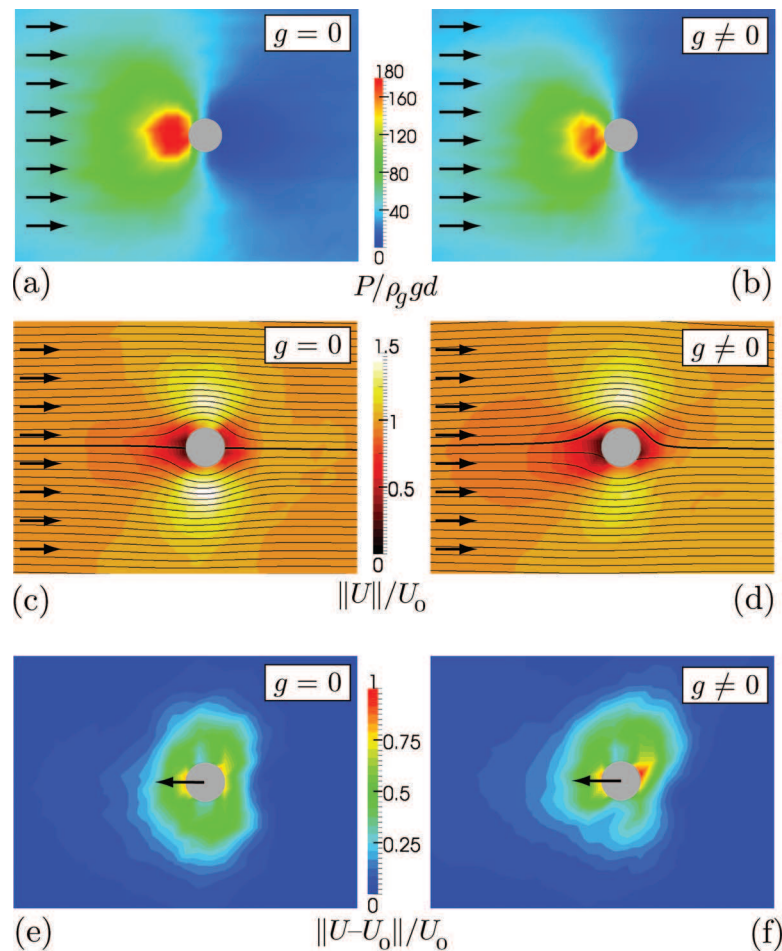 g = 0
g ≠ 0
180
160
120
80
40
0
(a)
P/ρ_g gd
(b)
g = 0
g ≠ 0
1.5
1
0.5
0
(c)
‖U‖/U_o
(d)
g = 0
g ≠ 0
1
0.75
0.5
0.25
0
(e)
‖U–U_o‖/U_o
(f)